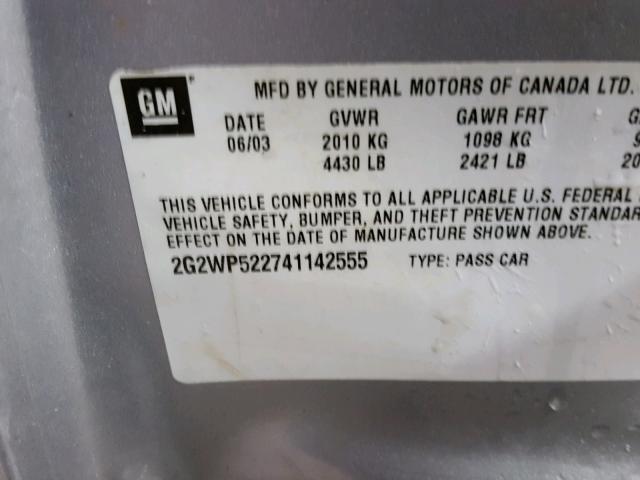 GM
MFD BY GENERAL MOTORS OF CANADA LTD.
DATE GVWR GAWR FRT
06/03 2010 KG 1098 KG
4430 LB 2421 LB
THIS VEHICLE CONFORMS TO ALL APPLICABLE U.S. FEDERAL
VEHICLE SAFETY, BUMPER, AND THEFT PREVENTION STANDAR
EFFECT ON THE DATE OF MANUFACTURE SHOWN ABOVE.
2G2WP522741142555 TYPE: PASS CAR